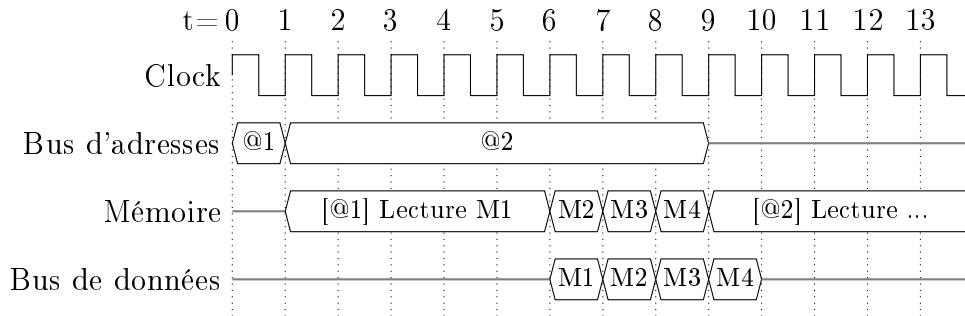 t= 0 1 2 3 4 5 6 7 8 9 10 11 12 13
Clock
Bus d'adresses @1 @2
Mémoire [@1] Lecture M1 M2 M3 M4 [@2] Lecture ...
Bus de données M1 M2 M3 M4